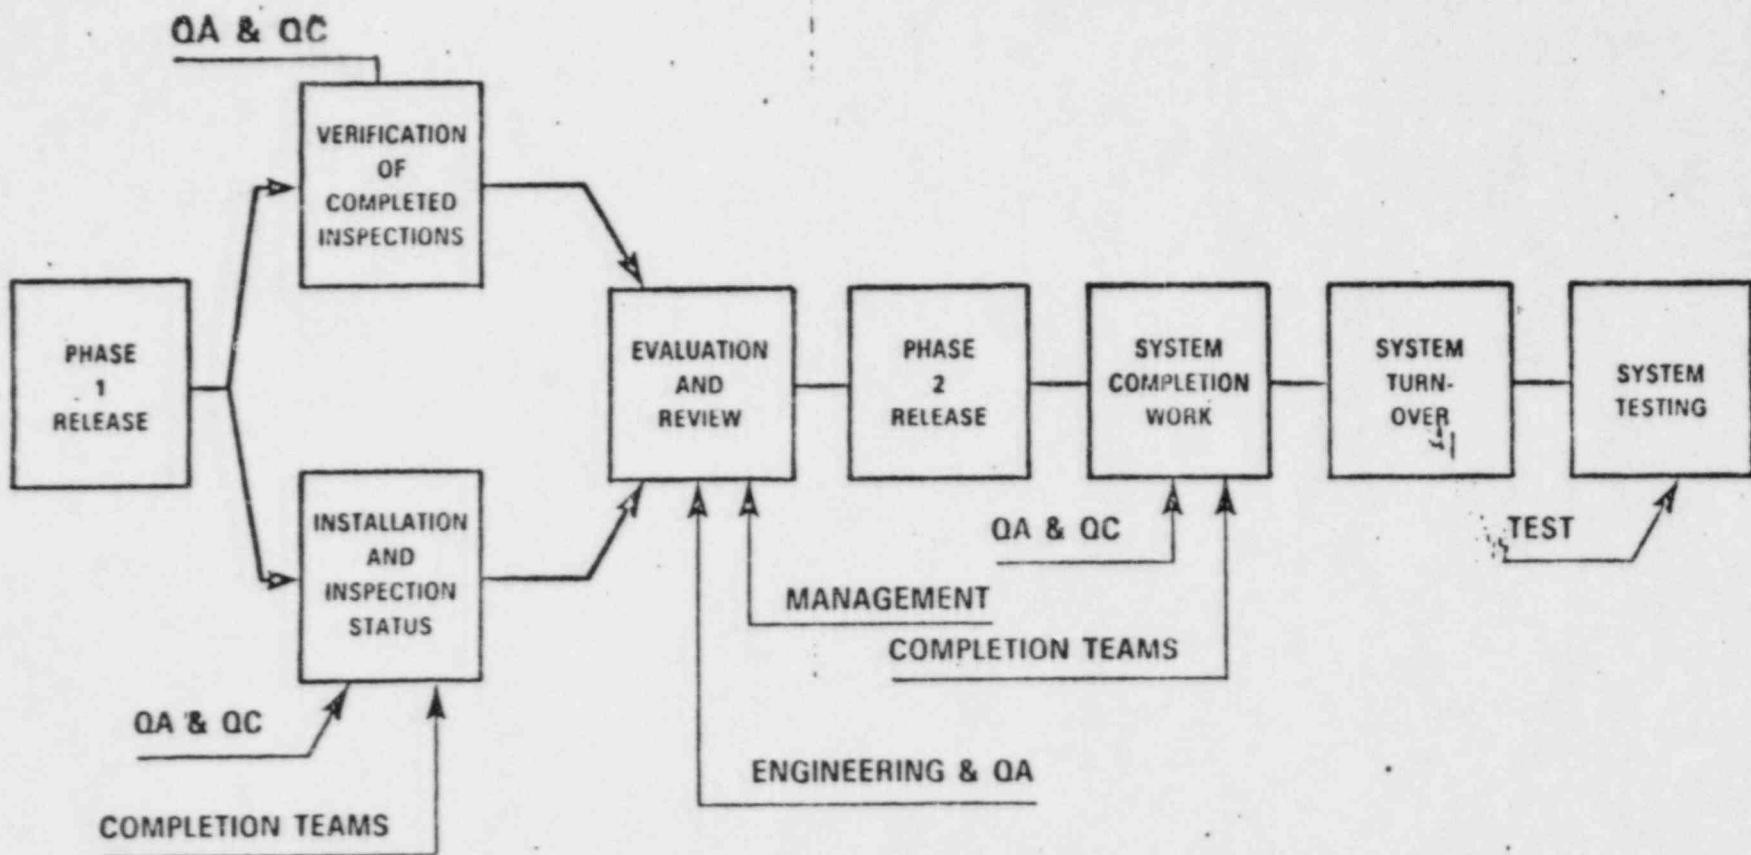 QA & QC
VERIFICATION
OF
COMPLETED
INSPECTIONS
PHASE
1
RELEASE
INSTALLATION
AND
INSPECTION
STATUS
QA & QC
COMPLETION TEAMS
EVALUATION
AND
REVIEW
MANAGEMENT
ENGINEERING & QA
PHASE
2
RELEASE
SYSTEM
COMPLETION
WORK
QA & QC
COMPLETION TEAMS
SYSTEM
TURN-
OVER
SYSTEM
TESTING
TEST